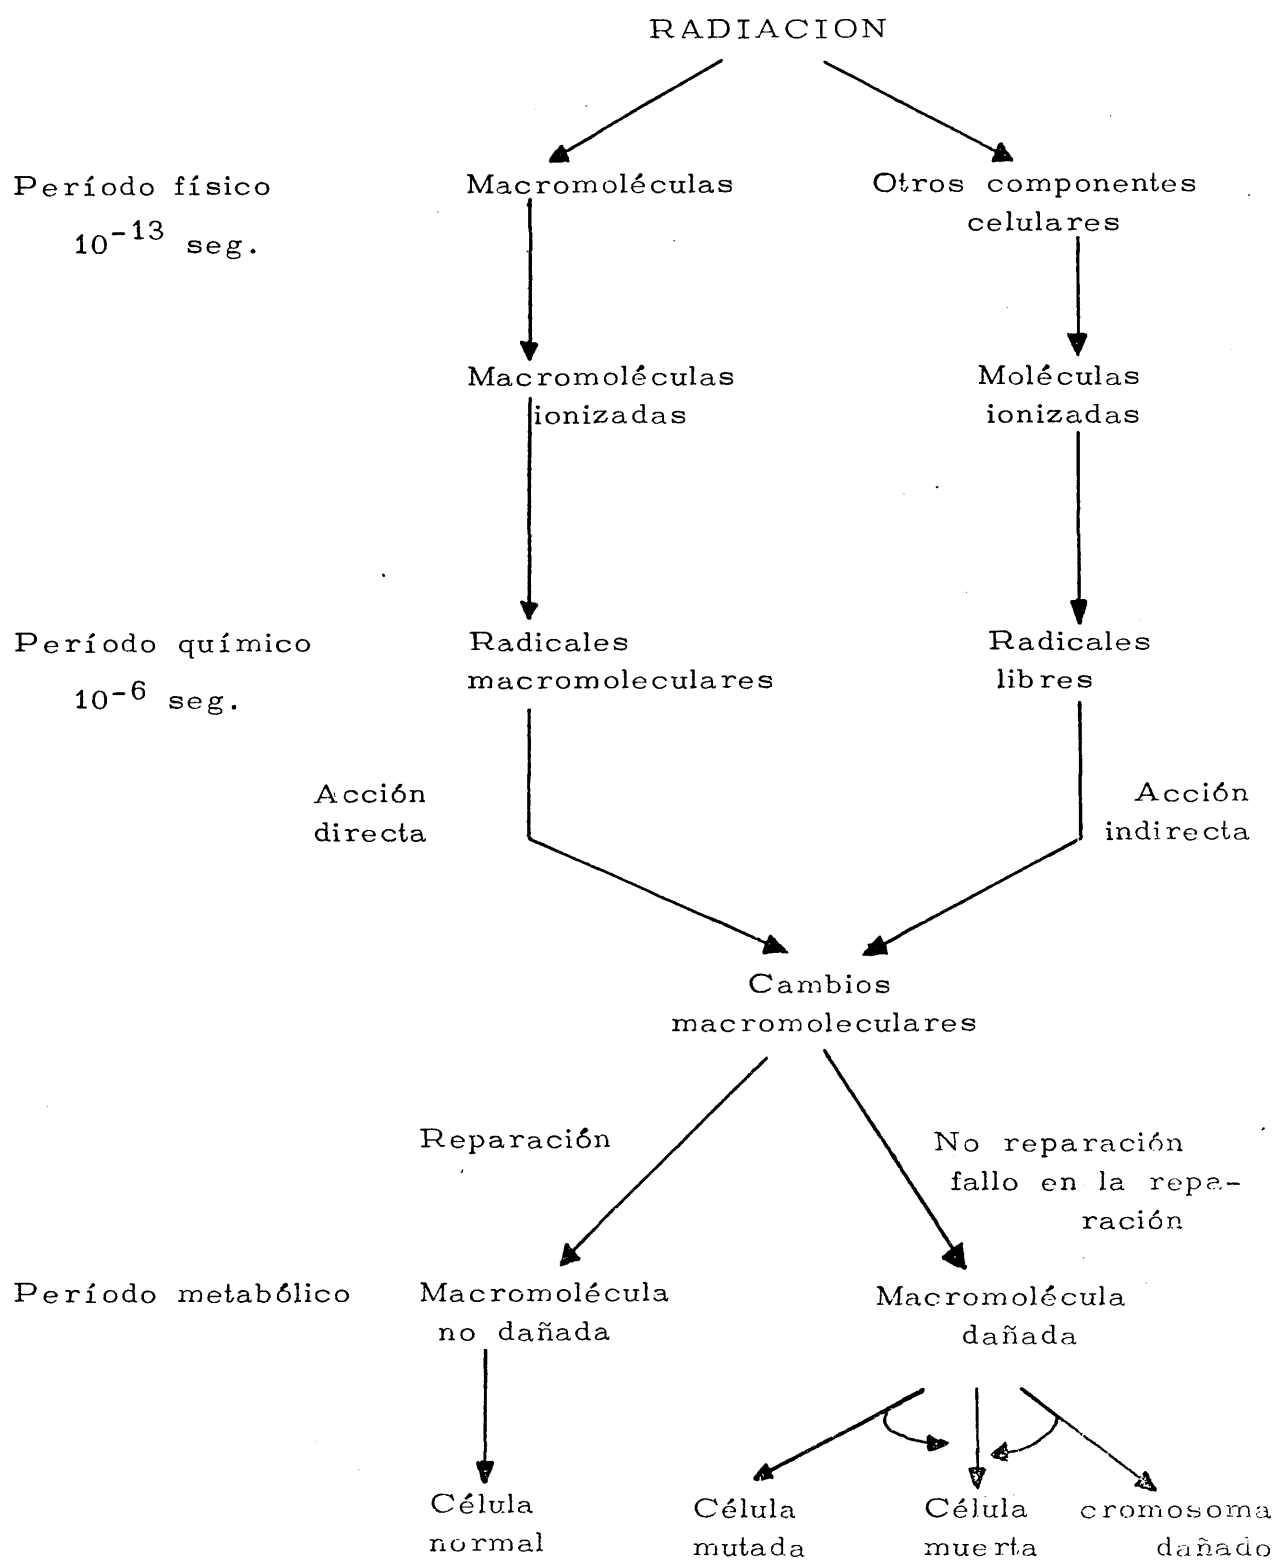 RADIACION
Período físico
10⁻¹³ seg.
Macromoléculas
Otros componentes
celulares
Macromoléculas
ionizadas
Moléculas
ionizadas
Período químico
10⁻⁶ seg.
Radicales
macromoleculares
Radicales
libres
Acción
directa
Acción
indirecta
Cambios
macromoleculares
Reparación
No reparación
fallo en la repa-
ración
Período metabólico
Macromolécula
no dañada
Macromolécula
dañada
Célula
normal
Célula
mutada
Célula
muerta
cromosoma
dañado